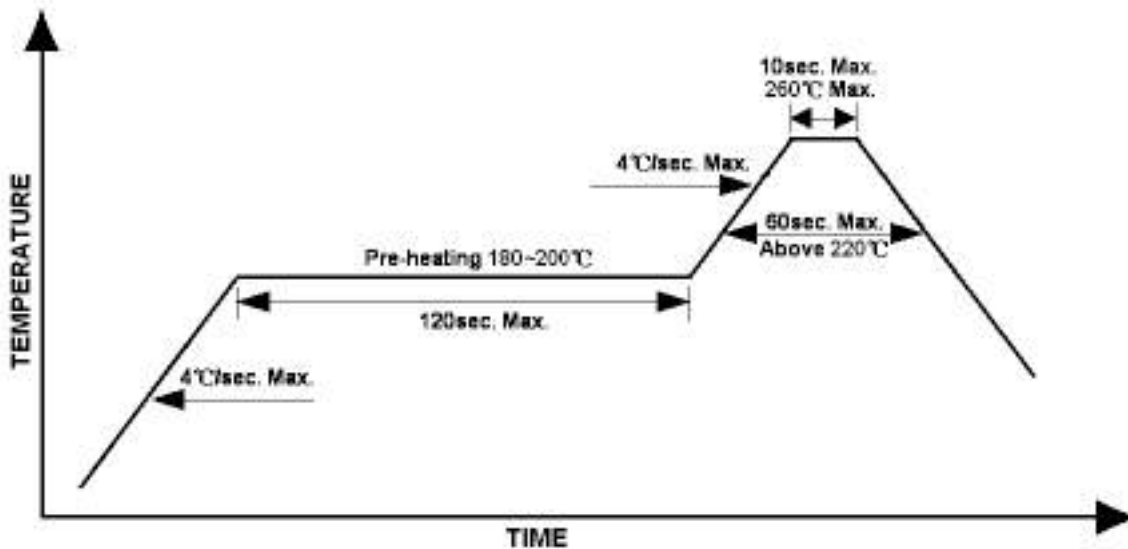 10sec. Max.
260℃ Max.
4℃/sec. Max.
60sec. Max.
Above 220℃
Pre-heating 180~200℃
120sec. Max.
4℃/sec. Max.
TEMPERATURE
TIME